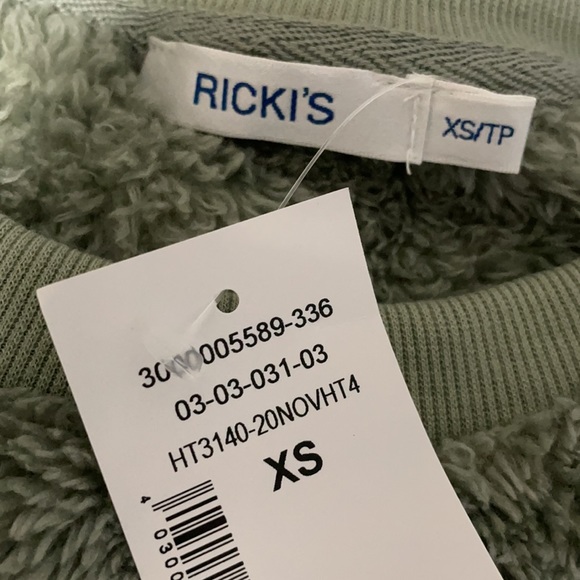 RICKI'S
XS/TP
03-03-031-03
HT3140-20NOVHT4
XS